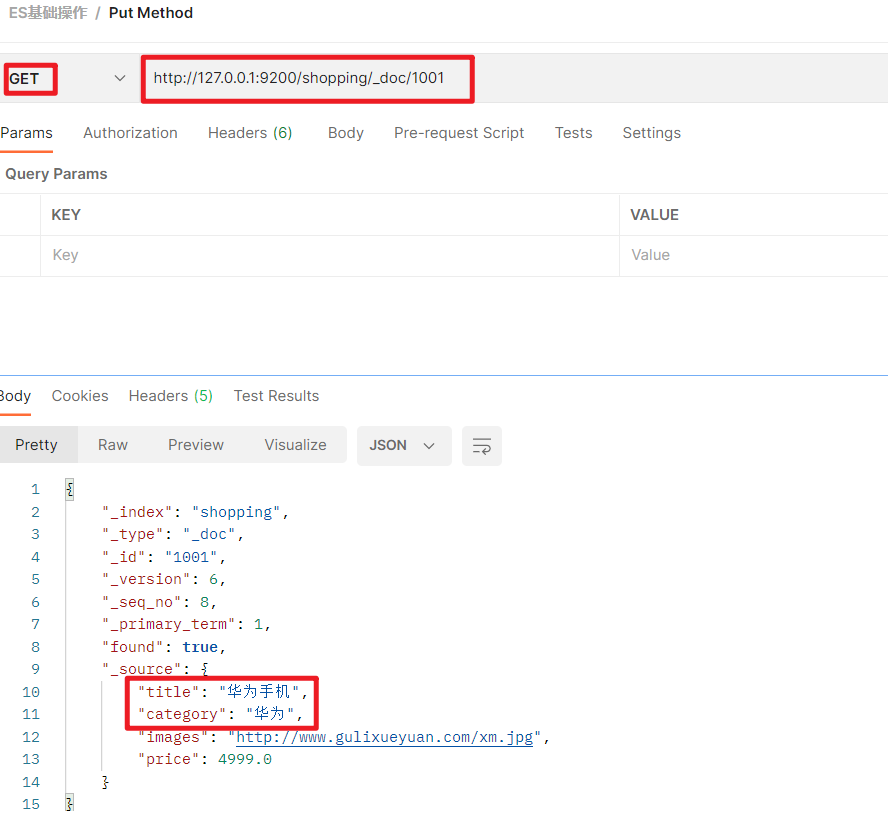 ES基础操作 / Put Method
GET http://127.0.0.1:9200/shopping/_doc/1001
Params Authorization Headers (6) Body Pre-request Script Tests Settings
Query Params
KEY VALUE
Key Value
Body Cookies Headers (5) Test Results
Pretty Raw Preview Visualize JSON
1 {
2 "_index": "shopping",
3 "_type": "_doc",
4 "_id": "1001",
5 "_version": 6,
6 "_seq_no": 8,
7 "_primary_term": 1,
8 "found": true,
9 "_source": {
10 "title": "华为手机",
11 "category": "华为",
12 "images": "http://www.gulixueyuan.com/xm.jpg",
13 "price": 4999.0
14 }
15 }